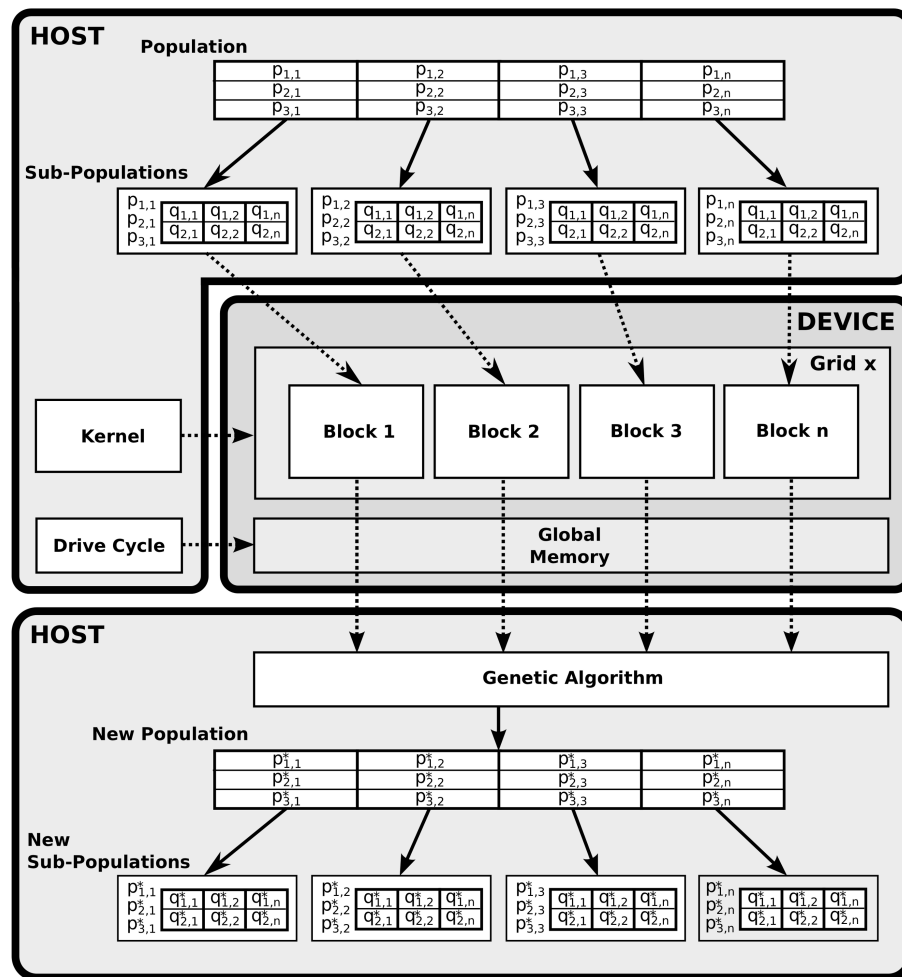 HOST
Population
p1,1 p1,2 p1,3 p1,n
p2,1 p2,2 p2,3 p2,n
p3,1 p3,2 p3,3 p3,n
Sub-Populations
p1,1 q1,1 q1,2 q1,n p1,2 q1,1 q1,2 q1,n p1,3 q1,1 q1,2 q1,n p1,n q1,1 q1,2 q1,n
p2,1 q2,1 q2,2 q2,n p2,2 q2,1 q2,2 q2,n p2,3 q2,1 q2,2 q2,n p2,n q2,1 q2,2 q2,n
p3,1 p3,2 p3,3 p3,n
DEVICE
Grid x
Kernel
Block 1 Block 2 Block 3 Block n
Drive Cycle
Global
Memory
HOST
Genetic Algorithm
New Population
p*1,1 p*1,2 p*1,3 p*1,n
p*2,1 p*2,2 p*2,3 p*2,n
p*3,1 p*3,2 p*3,3 p*3,n
New
Sub-Populations
p*1,1 q*1,1 q*1,2 q*1,n p*1,2 q*1,1 q*1,2 q*1,n p*1,3 q*1,1 q*1,2 q*1,n p*1,n q*1,1 q*1,2 q*1,n
p*2,1 q*2,1 q*2,2 q*2,n p*2,2 q*2,1 q*2,2 q*2,n p*2,3 q*2,1 q*2,2 q*2,n p*2,n q*2,1 q*2,2 q*2,n
p*3,1 p*3,2 p*3,3 p*3,n